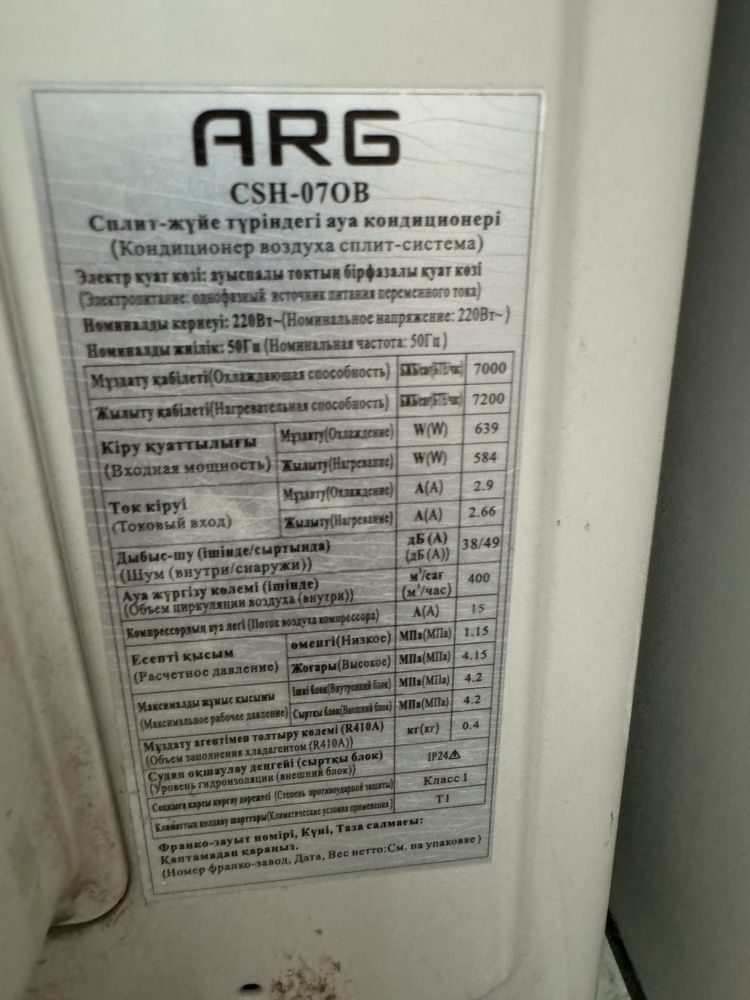 ARG
CSH-07OB
Сплит-жүйе түріндегі ауа кондиционері
(Кондиционер воздуха сплит-система)
Электр қуат көзі: ауыспалы токтың бірфазалы қуат көзі
(Электропитание: однофазный источник питания переменного тока)
Номиналды кернеуі: 220Вт~(Номинальное напряжение: 220Вт~)
Номиналды жиілік: 50Гц (Номинальная частота: 50Гц)
Мұздату қабілеті(Охлаждающая способность) 7000
Жылыту қабілеті(Нагревательная способность) 7200
Кіру қуаттылығы
(Входная мощность)
Мұздату(Охлаждение) W(W) 639
Жылыту(Нагревание) W(W) 584
Ток кіруі
(Токовый вход)
Мұздату(Охлаждение) А(А) 2.9
Жылыту(Нагревание) А(А) 2.66
Дыбыс-шу (ішінде/сыртында)
(Шум (внутри/снаружи))
дБ (А)
(дБ (А))
38/49
Ауа жүргізу көлемі (ішінде)
(Объем циркуляции воздуха (внутри))
м³/сағ
(м³/час)
400
Компрессордың ауа легі (Поток воздуха компрессора) А(А) 15
Есепті қысым
(Расчетное давление)
төменгі(Низкое) МПа(МПа) 1.15
Жоғары(Высокое) МПа(МПа) 4.15
Максималды жұмыс қысымы
(Максимальное рабочее давление)
Ішкі блок(Внутренний блок) МПа(МПа) 4.2
Сыртқы блок(Внешний блок) МПа(МПа) 4.2
Мұздату агентімен толтыру көлемі (R410A)
(Объем заполнения хладагентом (R410A))
кг(кг) 0.4
Судан оқшаулау денгейі (сыртқы блок)
(Уровень гидроизоляции (внешний блок))
IP24
Соққыға қарсы қорғау дәрежесі (Степень противоударной защиты) Класс 1
Климаттық қолдану шарттары(Климатические условия применения) Т1
Франко-зауыт нөмірі, Күні, Таза салмағы:
Қаптамадан қараңыз.
(Номер франко-завод, Дата, Вес нетто:См. на упаковке)